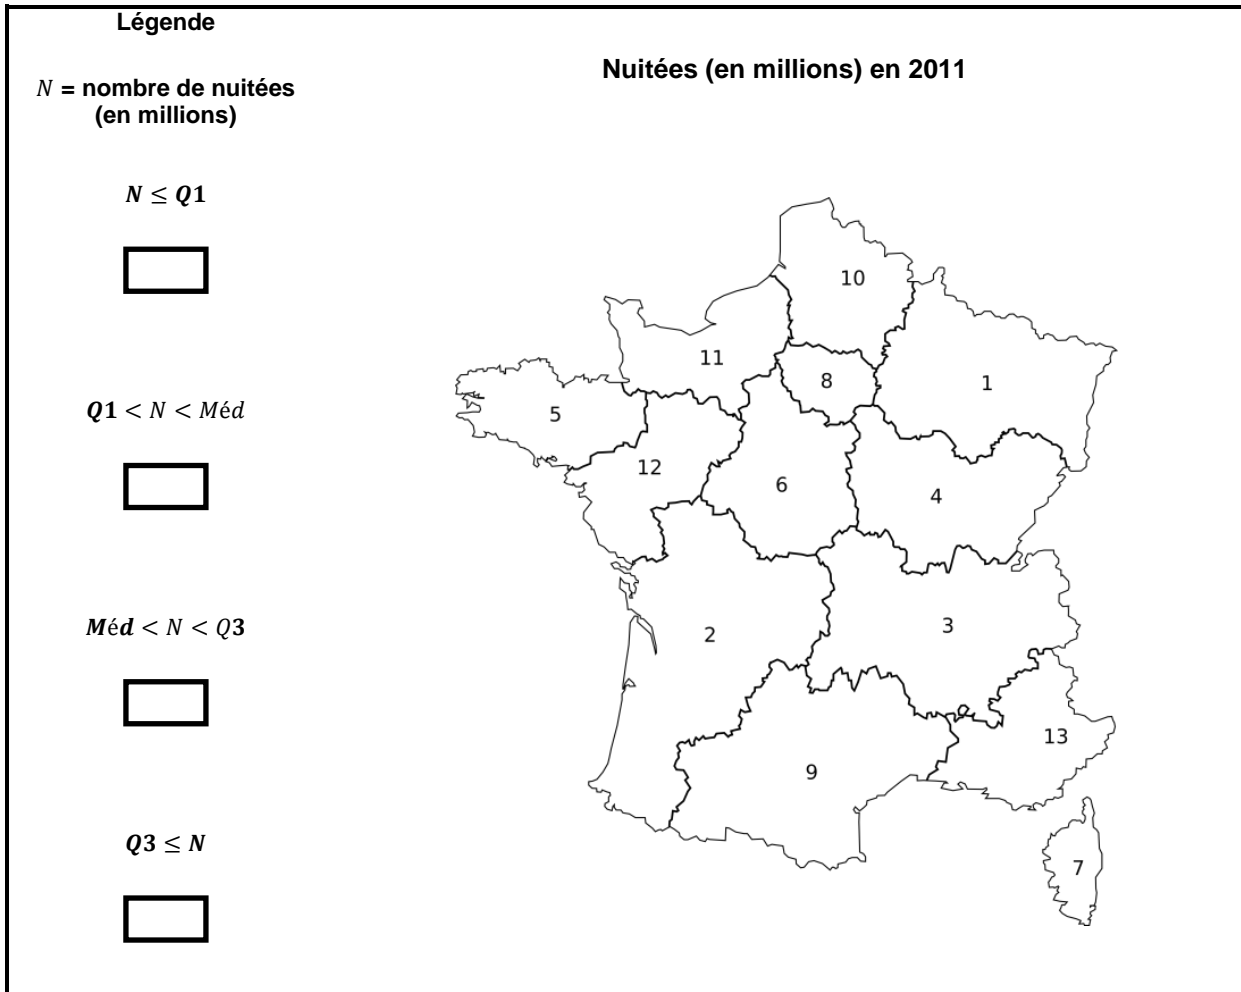 Légende
N = nombre de nuitées
(en millions)
N ≤ Q1
Q1 < N < Méd
Méd < N < Q3
Q3 ≤ N
Nuitées (en millions) en 2011
10
11
8
1
5
12
6
4
2
3
13
9
7